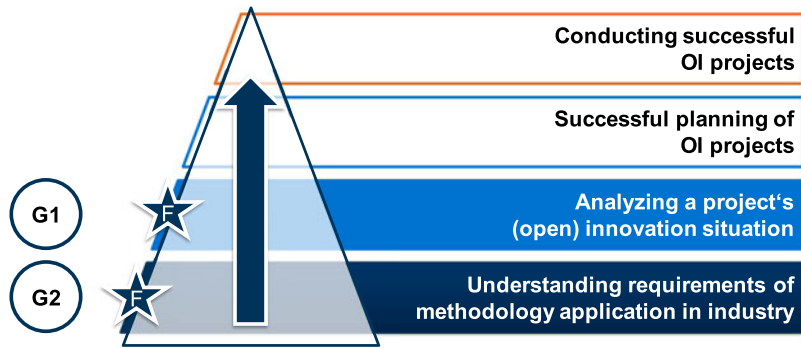 Conducting successful
OI projects
Successful planning of
OI projects
G1
F
Analyzing a project‘s
(open) innovation situation
G2
F
Understanding requirements of
methodology application in industry